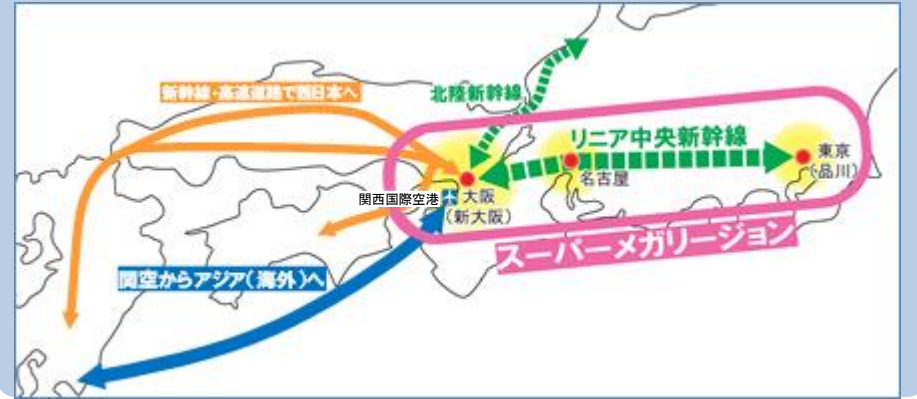 新幹線・高速道路で西日本へ
北陸新幹線
リニア中央新幹線
東京
(品川)
名古屋
関西国際空港
大阪
(新大阪)
スーパーメガリージョン
関空からアジア(海外)へ